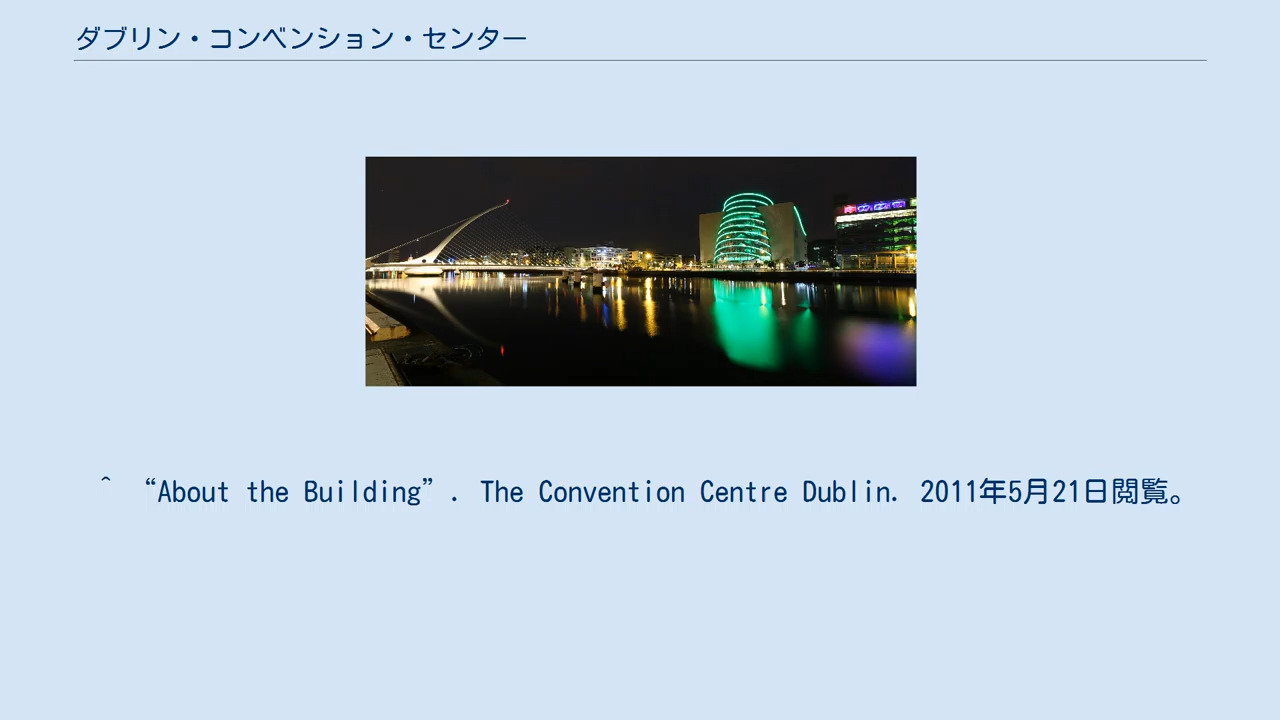 ダブリン・コンベンション・センター
^ “About the Building”. The Convention Centre Dublin. 2011年5月21日閲覧。